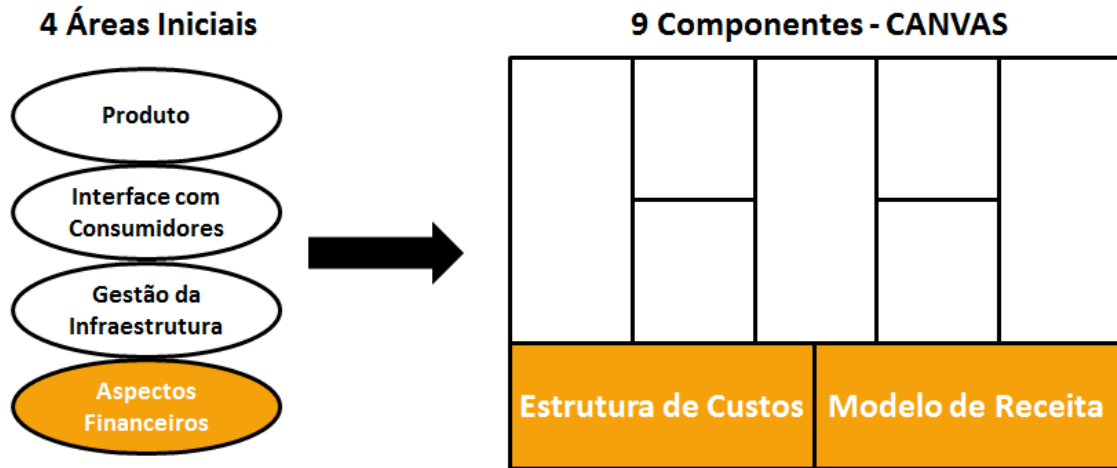 4 Áreas Iniciais
Produto
Interface com
Consumidores
Gestão da
Infraestrutura
Aspectos
Financeiros
9 Componentes - CANVAS
Estrutura de Custos
Modelo de Receita